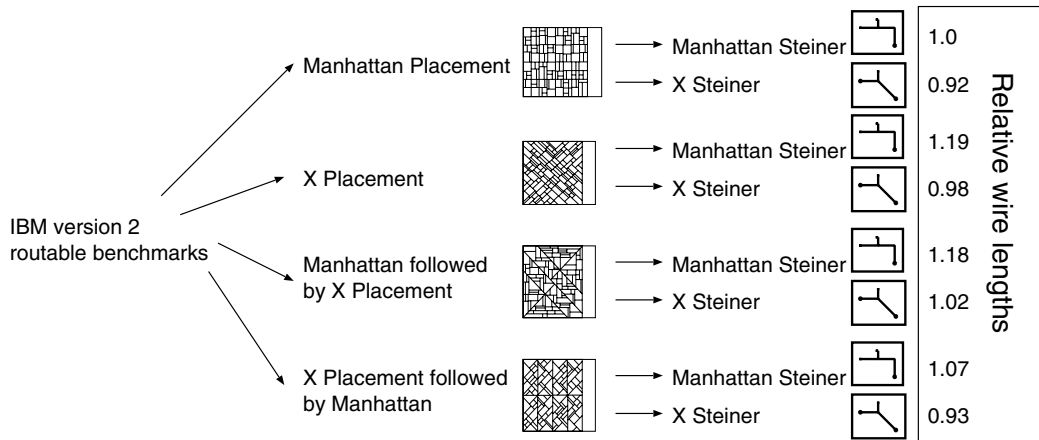 Manhattan Placement
Manhattan Steiner
1.0
X Steiner
0.92
X Placement
Manhattan Steiner
1.19
X Steiner
0.98
IBM version 2
routable benchmarks
Manhattan followed
by X Placement
Manhattan Steiner
1.18
X Steiner
1.02
X Placement followed
by Manhattan
Manhattan Steiner
1.07
X Steiner
0.93
Relative wire lengths